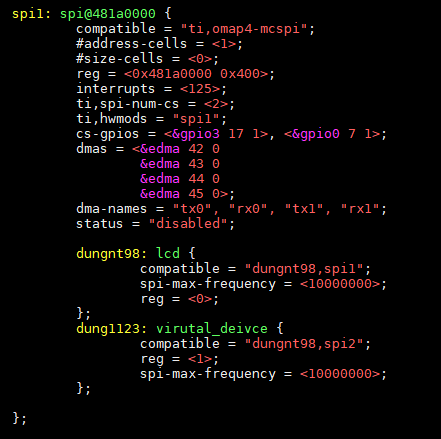 spi1: spi@481a0000 {
compatible = "ti,omap4-mcspi";
#address-cells = <1>;
#size-cells = <0>;
reg = <0x481a0000 0x400>;
interrupts = <125>;
ti,spi-num-cs = <2>;
ti,hwmods = "spi1";
cs-gpios = <&gpio3 17 1>, <&gpio0 7 1>;
dmas = <&edma 42 0
&edma 43 0
&edma 44 0
&edma 45 0>;
dma-names = "tx0", "rx0", "tx1", "rx1";
status = "disabled";
dungnt98: lcd {
compatible = "dungnt98,spi1";
spi-max-frequency = <10000000>;
reg = <0>;
};
dung1123: virutal_deivce {
compatible = "dungnt98,spi2";
reg = <1>;
spi-max-frequency = <10000000>;
};
};